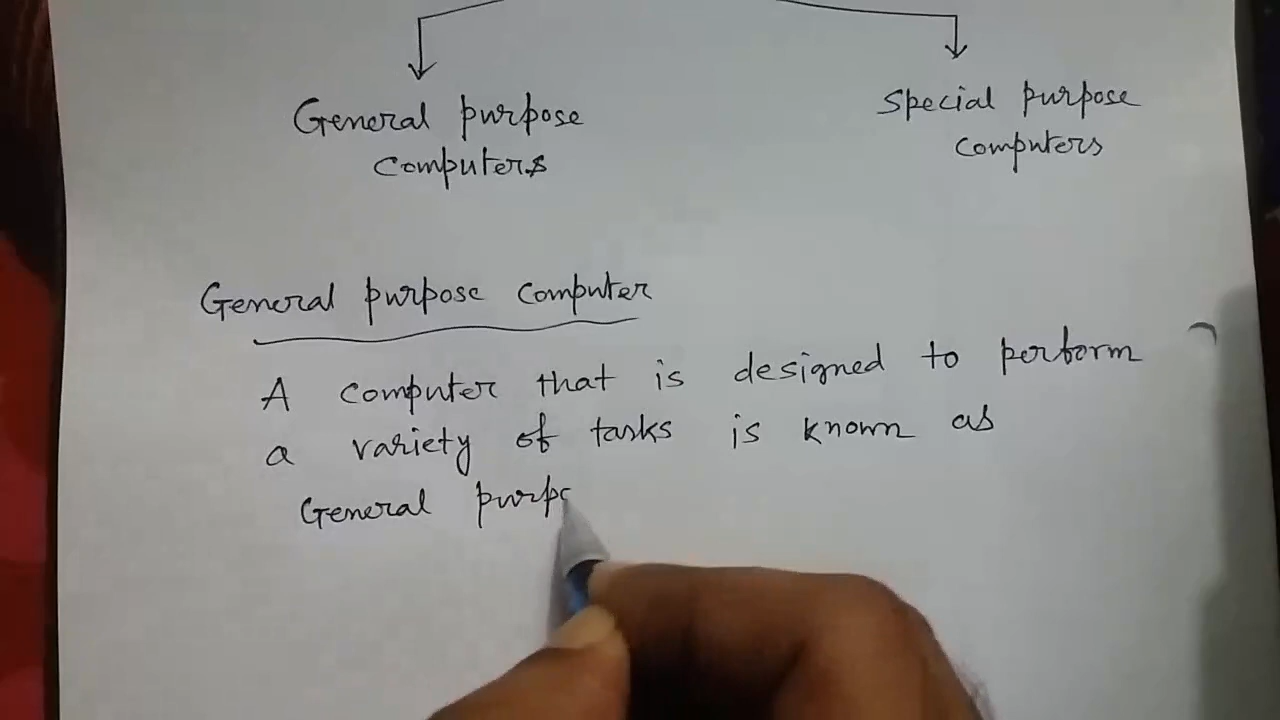 General purpose
Computers
Special purpose
Computers
General purpose computer
A computer that is designed to perform
a variety of tasks is known as
General purpo